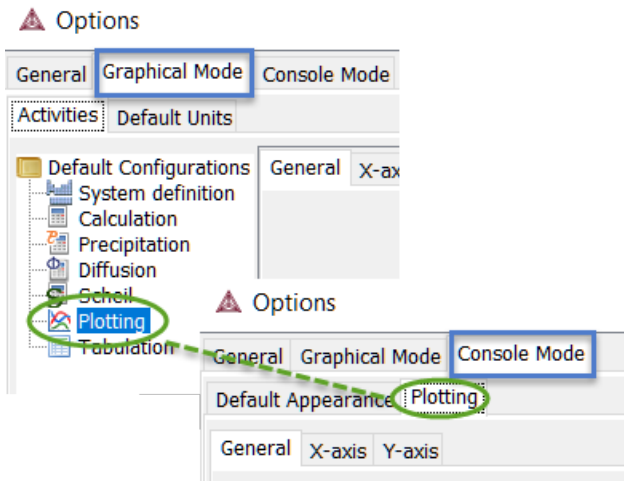 Options
General Graphical Mode Console Mode
Activities Default Units
Default Configurations General X-ax
System definition
Calculation
Precipitation
Diffusion
Scheil
Plotting
Tabulation
Options
General Graphical Mode Console Mode
Default Appearance Plotting
General X-axis Y-axis